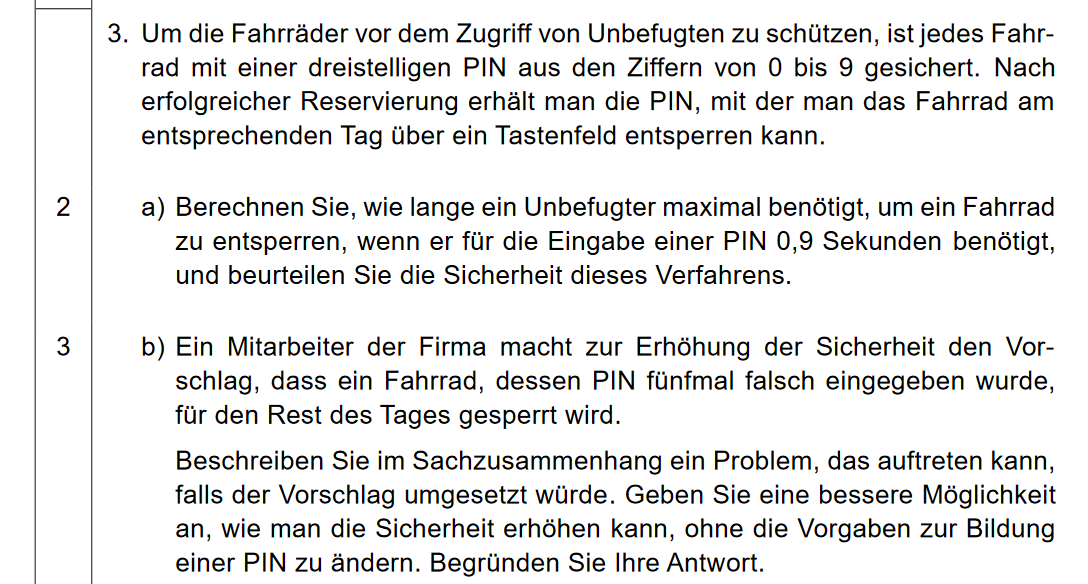 3. Um die Fahrräder vor dem Zugriff von Unbefugten zu schützen, ist jedes Fahr-
rad mit einer dreistelligen PIN aus den Ziffern von 0 bis 9 gesichert. Nach
erfolgreicher Reservierung erhält man die PIN, mit der man das Fahrrad am
entsprechenden Tag über ein Tastenfeld entsperren kann.
2 a) Berechnen Sie, wie lange ein Unbefugter maximal benötigt, um ein Fahrrad
zu entsperren, wenn er für die Eingabe einer PIN 0,9 Sekunden benötigt,
und beurteilen Sie die Sicherheit dieses Verfahrens.
3 b) Ein Mitarbeiter der Firma macht zur Erhöhung der Sicherheit den Vor-
schlag, dass ein Fahrrad, dessen PIN fünfmal falsch eingegeben wurde,
für den Rest des Tages gesperrt wird.
Beschreiben Sie im Sachzusammenhang ein Problem, das auftreten kann,
falls der Vorschlag umgesetzt würde. Geben Sie eine bessere Möglichkeit
an, wie man die Sicherheit erhöhen kann, ohne die Vorgaben zur Bildung
einer PIN zu ändern. Begründen Sie Ihre Antwort.